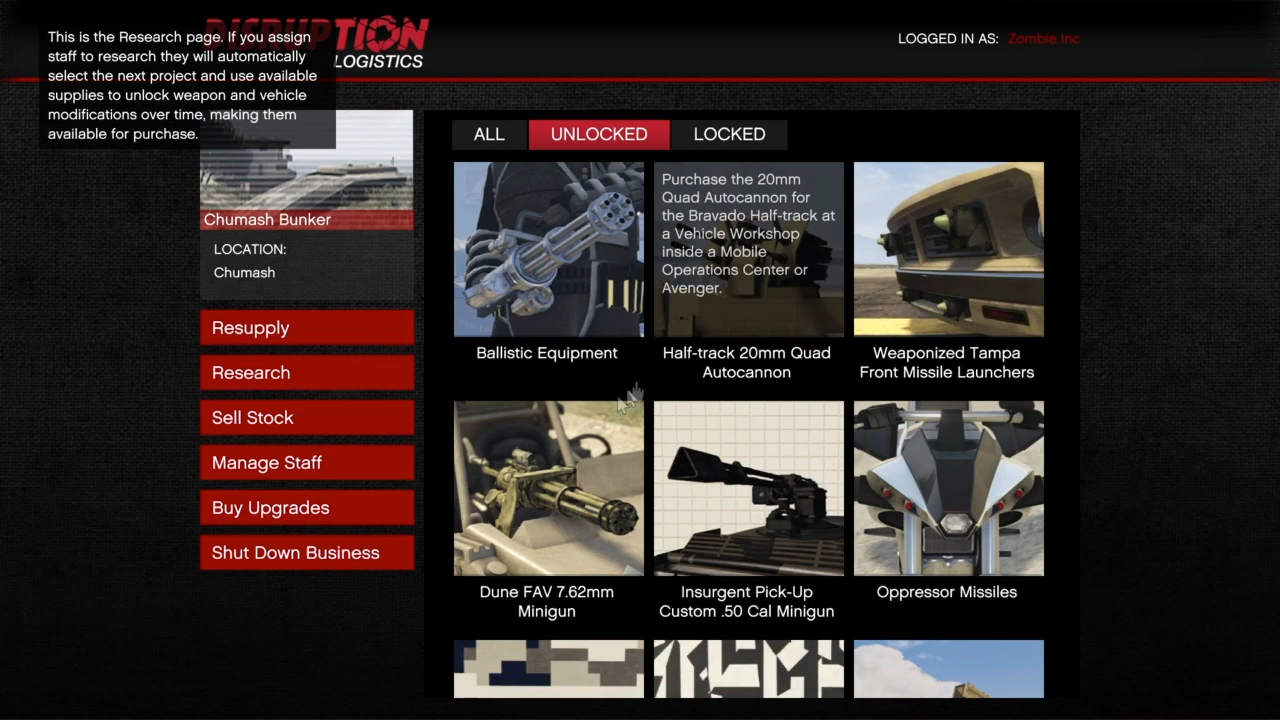 This is the Research page. If you assign
staff to research they will automatically
select the next project and use available
supplies to unlock weapon and vehicle
modifications over time, making them
available for purchase.
DISRUPTION
LOGISTICS
LOGGED IN AS: Zombie Inc
Chumash Bunker
LOCATION:
Chumash
Resupply
Research
Sell Stock
Manage Staff
Buy Upgrades
Shut Down Business
ALL UNLOCKED LOCKED
Purchase the 20mm
Quad Autocannon for
the Bravado Half-track at
a Vehicle Workshop
inside a Mobile
Operations Center or
Avenger.
Ballistic Equipment
Half-track 20mm Quad
Autocannon
Weaponized Tampa
Front Missile Launchers
Dune FAV 7.62mm
Minigun
Insurgent Pick-Up
Custom .50 Cal Minigun
Oppressor Missiles